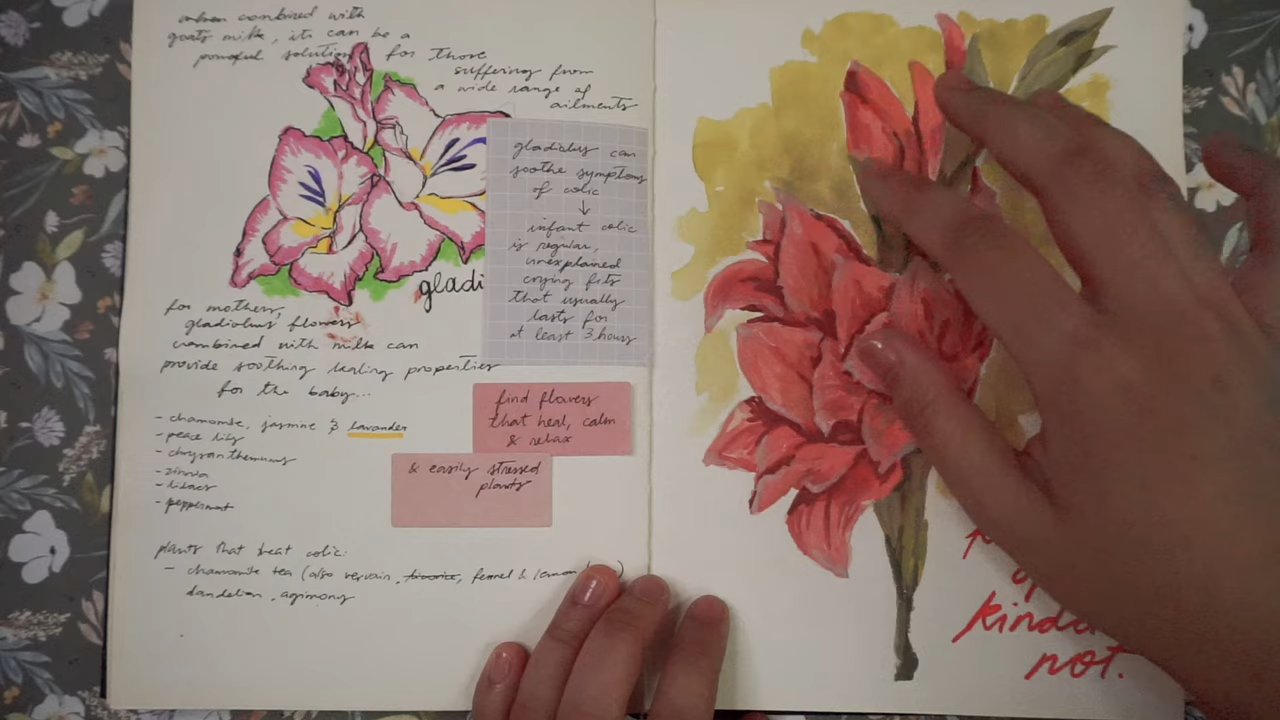 when combined with
goats milk, it can be a
powerful solution for those
suffering from
a wide range of
ailments
gladi
gladiolus can
soothe symptoms
of colic
↓
infant colic
is regular,
unexplained
crying fits
that usually
lasts for
at least 3 hours
for mothers,
gladiolus flowers
combined with milk can
provide soothing healing properties
for the baby...
- chamomile, jasmine & lavander
- peace lily
- chrysanthemums
- zinnia
- lilacs
- peppermint
find flowers
that heal, calm
& relax
& easily stressed
plants
plants that treat colic:
- chamomile tea (also vervain, licorice, fennel & lemon
dandelion, agrimony
kinda
not.